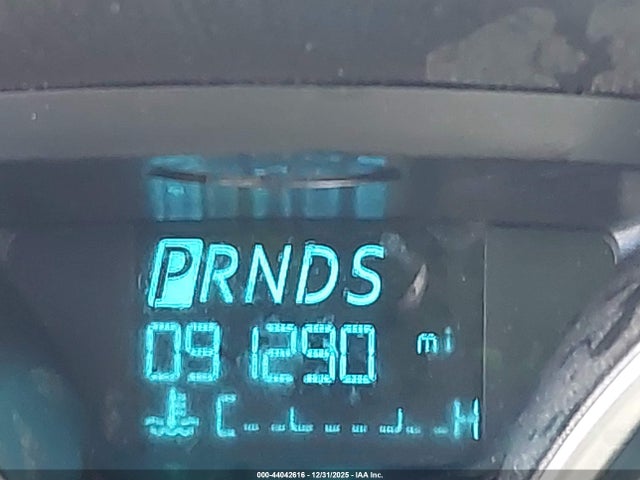 PRNDS
091290 mi
C H
000-44042616 - 12/31/2025 - IAA Inc.